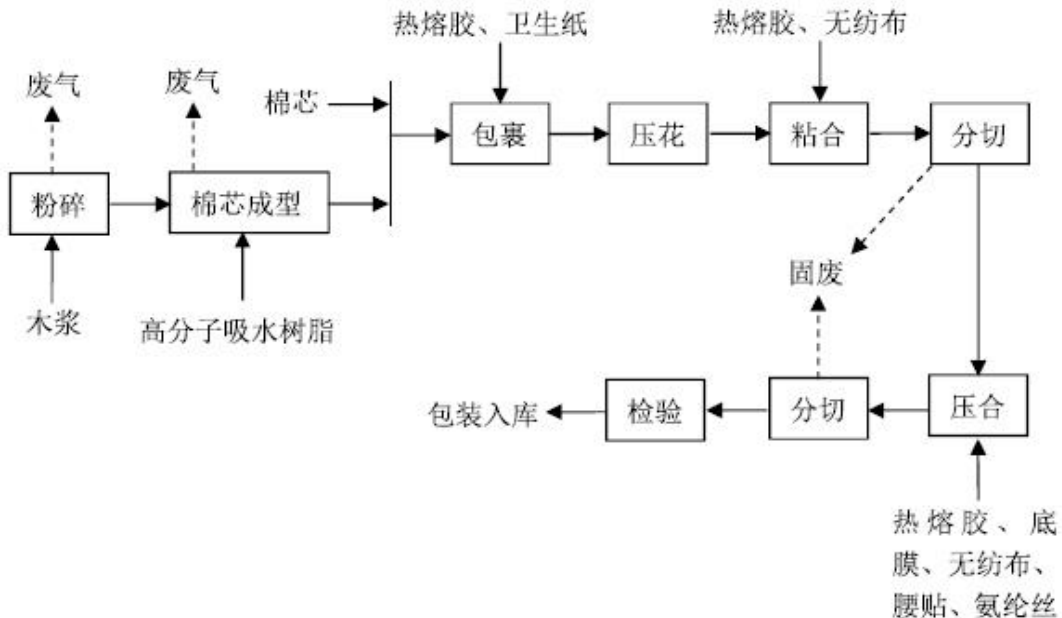 热熔胶、卫生纸
热熔胶、无纺布
废气
废气
棉芯
包裹
压花
粘合
分切
粉碎
棉芯成型
固废
木浆
高分子吸水树脂
包装入库
检验
分切
压合
热熔胶、底
膜、无纺布、
腰贴、氨纶丝